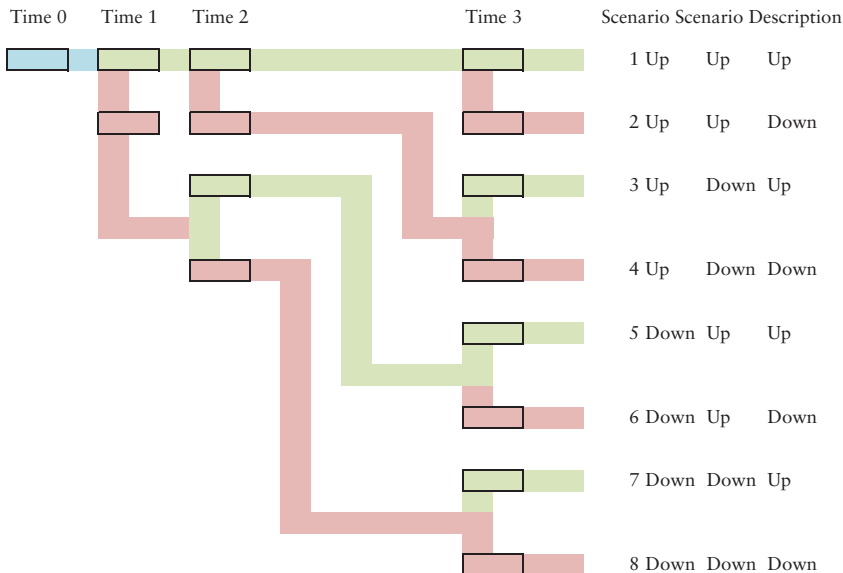 Time 0 Time 1 Time 2 Time 3 Scenario Scenario Description
1 Up Up Up
2 Up Up Down
3 Up Down Up
4 Up Down Down
5 Down Up Up
6 Down Up Down
7 Down Down Up
8 Down Down Down